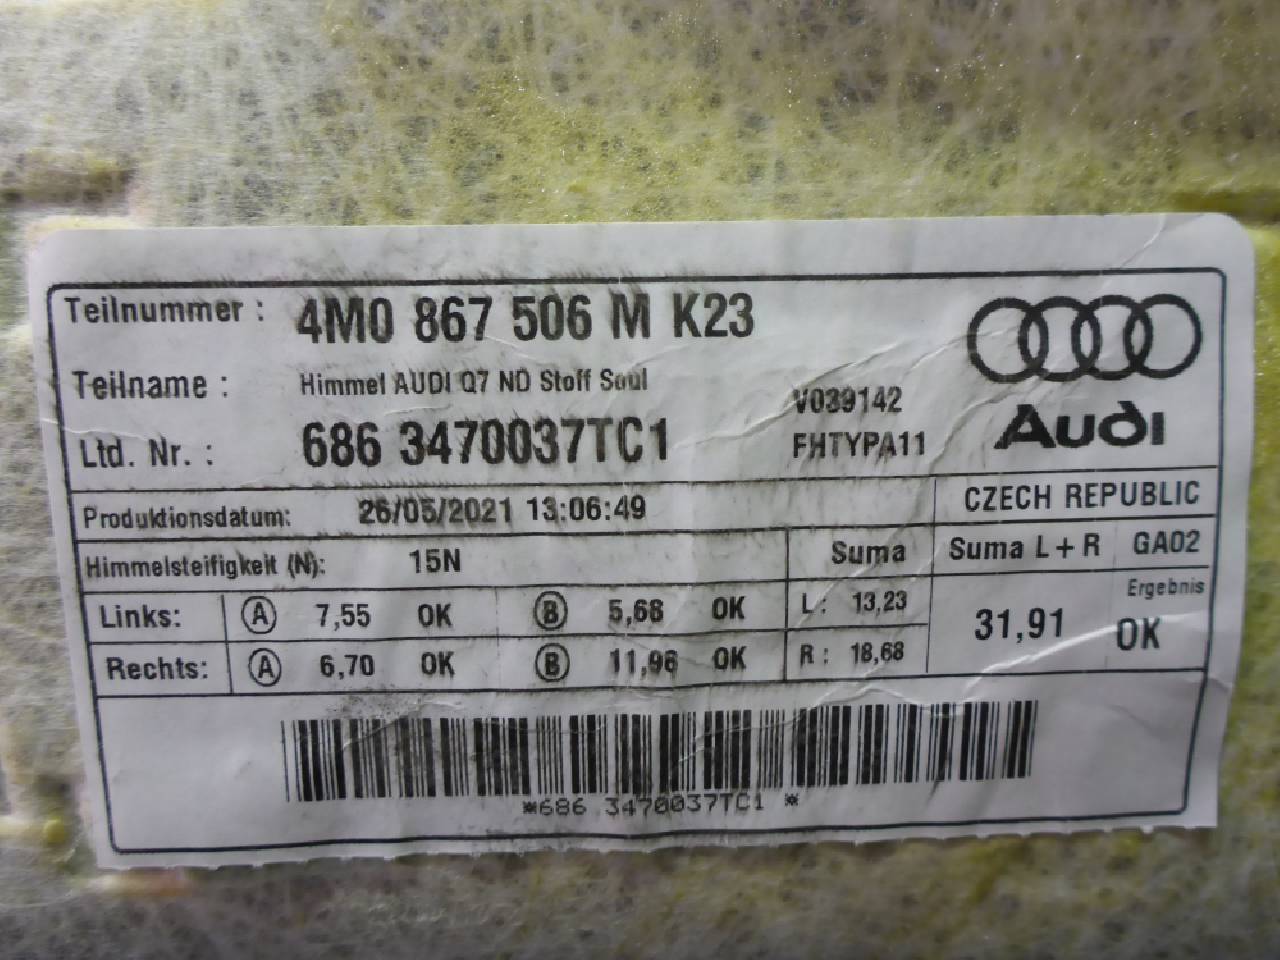 Teilnummer : 4M0 867 506 M K23
Teilname : Himmel AUDI Q7 ND Stoff Soul
V039142
Ltd. Nr. : 686 3470037TC1 FHTYPA11
Audi
Produktionsdatum: 26/05/2021 13:06:49 CZECH REPUBLIC
Himmelsteifigkeit (N): 15N Suma Suma L+R GA02
Links: A 7,55 OK B 5,68 OK L: 13,23
Rechts: A 6,70 OK B 11,98 OK R: 18,68
31,91 Ergebnis OK
*686 3470037TC1 *